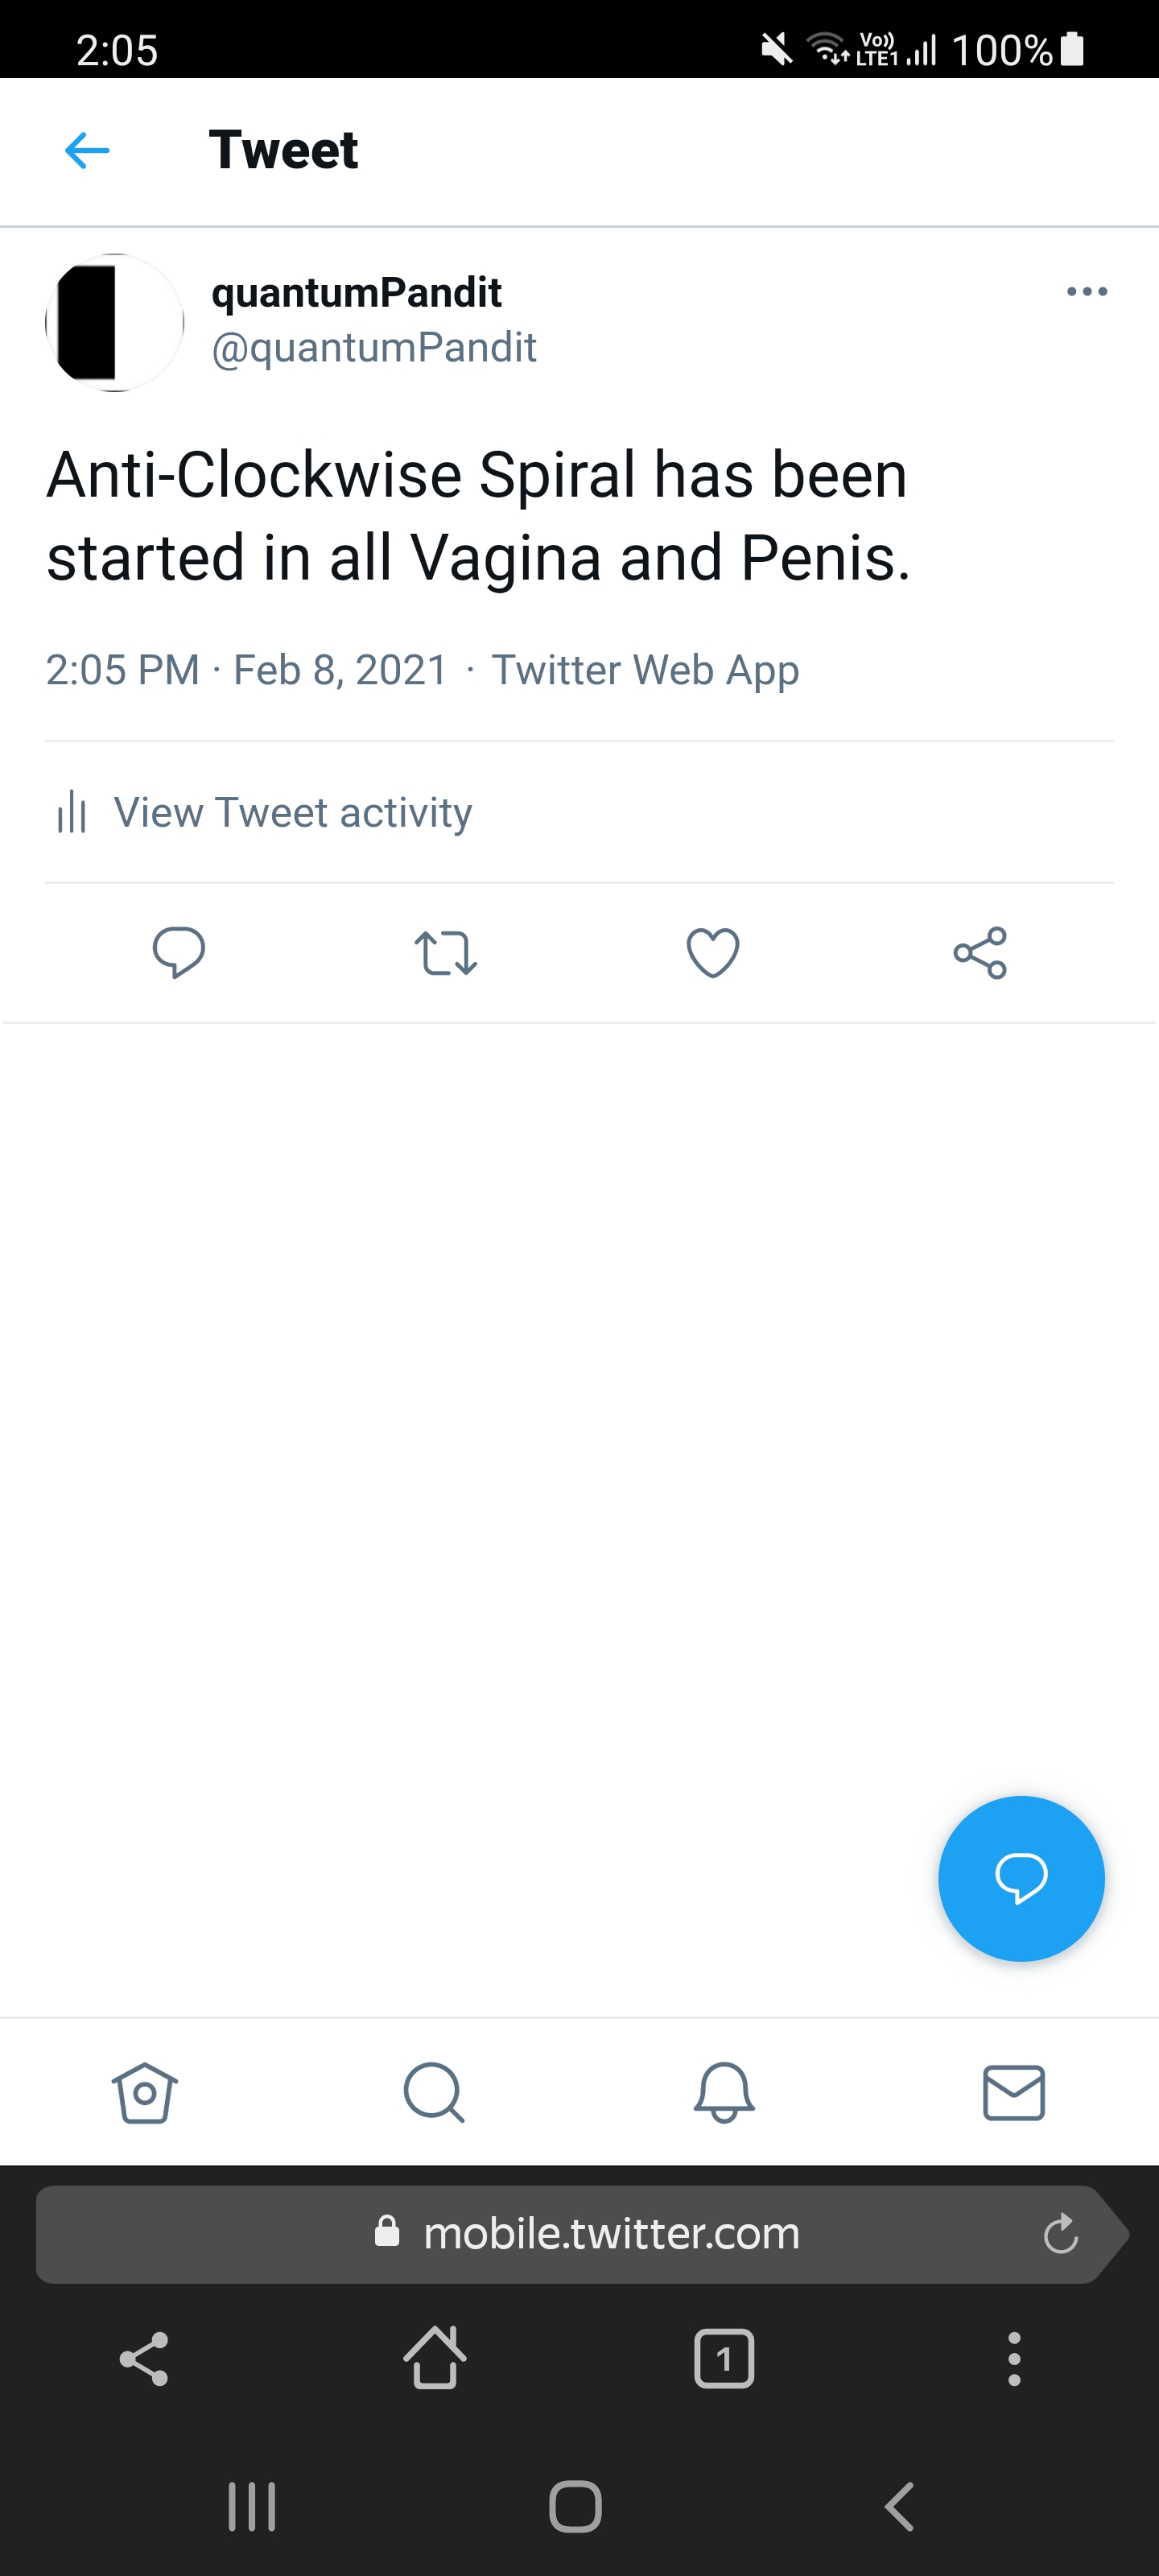 2:05 Vo)) LTE1 100%
Tweet
quantumPandit
@quantumPandit
Anti-Clockwise Spiral has been
started in all Vagina and Penis.
2:05 PM · Feb 8, 2021 · Twitter Web App
View Tweet activity
mobile.twitter.com
1